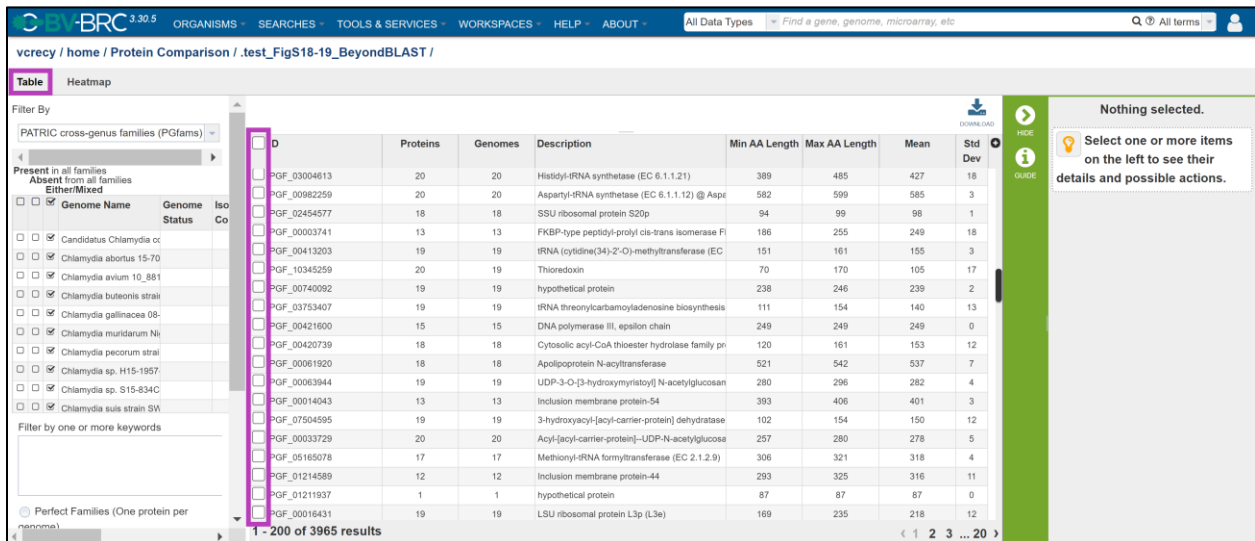 BV-BRC 3.30.5 ORGANISMS SEARCHES TOOLS & SERVICES WORKSPACES HELP ABOUT All Data Types Find a gene, genome, microarray, etc All terms
vcrecy / home / Protein Comparison / .test_FigS18-19_BeyondBLAST /
Table Heatmap
Filter By
PATRIC cross-genus families (PGfams)
Present in all families
Absent from all families
Either/Mixed
Genome Name Genome Status Iso Co
Candidatus Chlamydia co
Chlamydia abortus 15-70
Chlamydia avium 10_881
Chlamydia buteonis strai
Chlamydia gallinacea 08-
Chlamydia muridarum Ni
Chlamydia pecorum strai
Chlamydia sp. H15-1957-
Chlamydia sp. S15-834C
Chlamydia suis strain SW
Filter by one or more keywords
Perfect Families (One protein per
genome)
DOWNLOAD
ID Proteins Genomes Description Min AA Length Max AA Length Mean Std Dev
PGF_03004613 20 20 Histidyl-tRNA synthetase (EC 6.1.1.21) 389 485 427 18
PGF_00982259 20 20 Aspartyl-tRNA synthetase (EC 6.1.1.12) @ Aspa 582 599 585 3
PGF_02454577 18 18 SSU ribosomal protein S20p 94 99 98 1
PGF_00003741 13 13 FKBP-type peptidyl-prolyl cis-trans isomerase F 186 255 249 18
PGF_00413203 19 19 tRNA (cytidine(34)-2'-O)-methyltransferase (EC 151 161 155 3
PGF_10345259 20 19 Thioredoxin 70 170 105 17
PGF_00740092 19 19 hypothetical protein 238 246 239 2
PGF_03753407 19 19 tRNA threonylcarbamoyladenosine biosynthesis 111 154 140 13
PGF_00421600 15 15 DNA polymerase III, epsilon chain 249 249 249 0
PGF_00420739 18 18 Cytosolic acyl-CoA thioester hydrolase family pr 120 161 153 12
PGF_00061920 18 18 Apolipoprotein N-acyltransferase 521 542 537 7
PGF_00063944 19 19 UDP-3-O-[3-hydroxymyristoyl] N-acetylglucosan 280 296 282 4
PGF_00014043 13 13 Inclusion membrane protein-54 393 406 401 3
PGF_07504595 19 19 3-hydroxyacyl-[acyl-carrier-protein] dehydratase 102 154 150 12
PGF_00033729 20 20 Acyl-[acyl-carrier-protein]--UDP-N-acetylglucosa 257 280 278 5
PGF_05165078 17 17 Methionyl-tRNA formyltransferase (EC 2.1.2.9) 306 321 318 4
PGF_01214589 12 12 Inclusion membrane protein-44 293 325 316 11
PGF_01211937 1 1 hypothetical protein 87 87 87 0
PGF_00016431 19 19 LSU ribosomal protein L3p (L3e) 169 235 218 12
1 - 200 of 3965 results 1 2 3 ... 20
HIDE
GUIDE
Nothing selected.
Select one or more items
on the left to see their
details and possible actions.